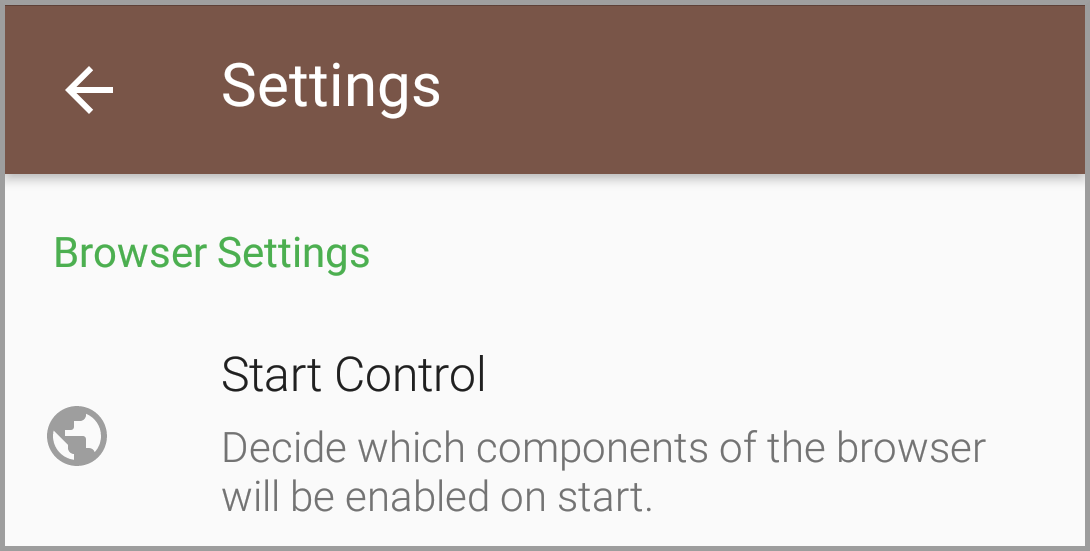 Settings
Browser Settings
Start Control
Decide which components of the browser
will be enabled on start.